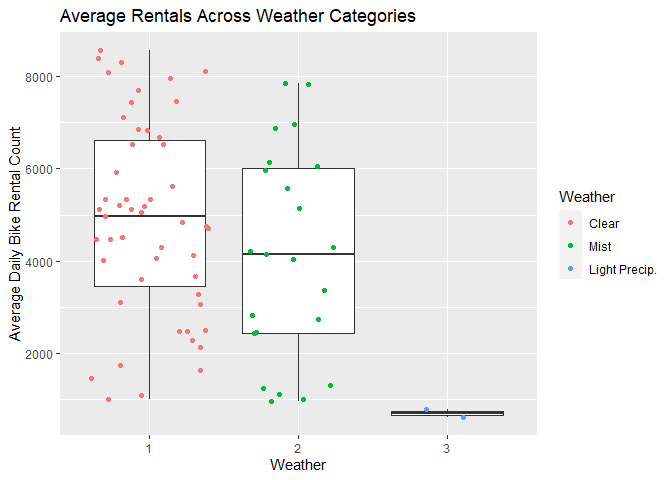 Average Rentals Across Weather Categories
Average Daily Bike Rental Count
8000
6000
4000
2000
1
2
3
Weather
Weather
Clear
Mist
Light Precip.